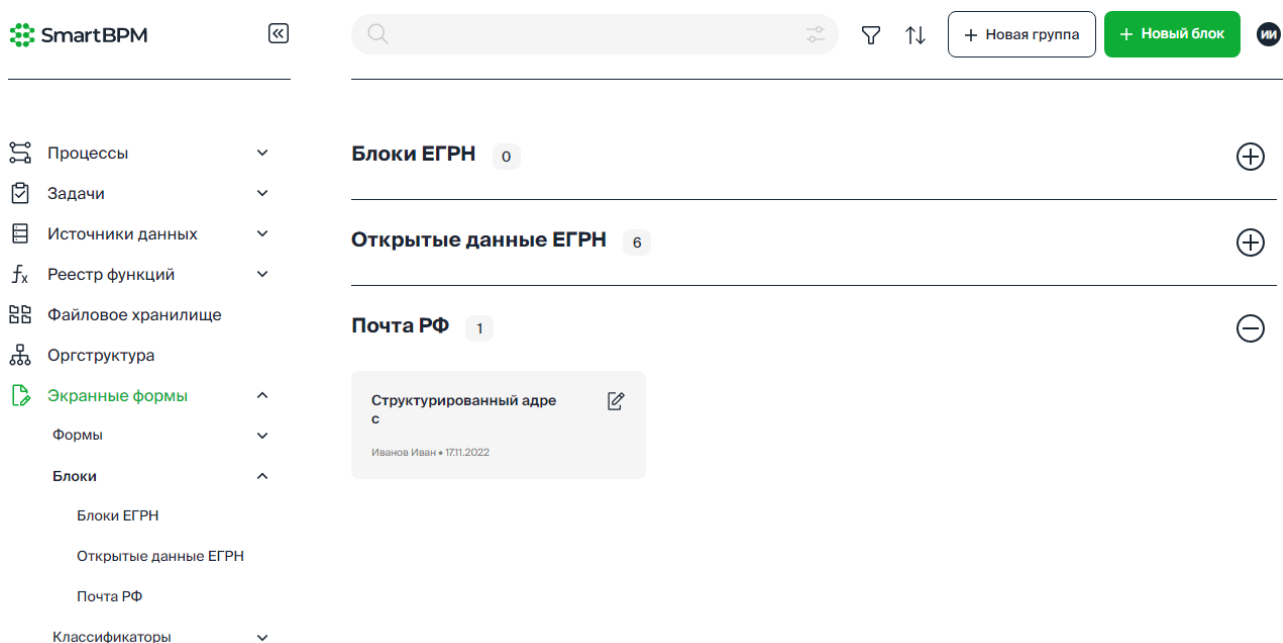 SmartBPM
+ Новая группа
+ Новый блок
ИИ
Процессы
Задачи
Источники данных
Реестр функций
Файловое хранилище
Оргструктура
Экранные формы
Формы
Блоки
Блоки ЕГРН
Открытые данные ЕГРН
Почта РФ
Классификаторы
Блоки ЕГРН 0
Открытые данные ЕГРН 6
Почта РФ 1
Структурированный адре
с
Иванов Иван • 17.11.2022